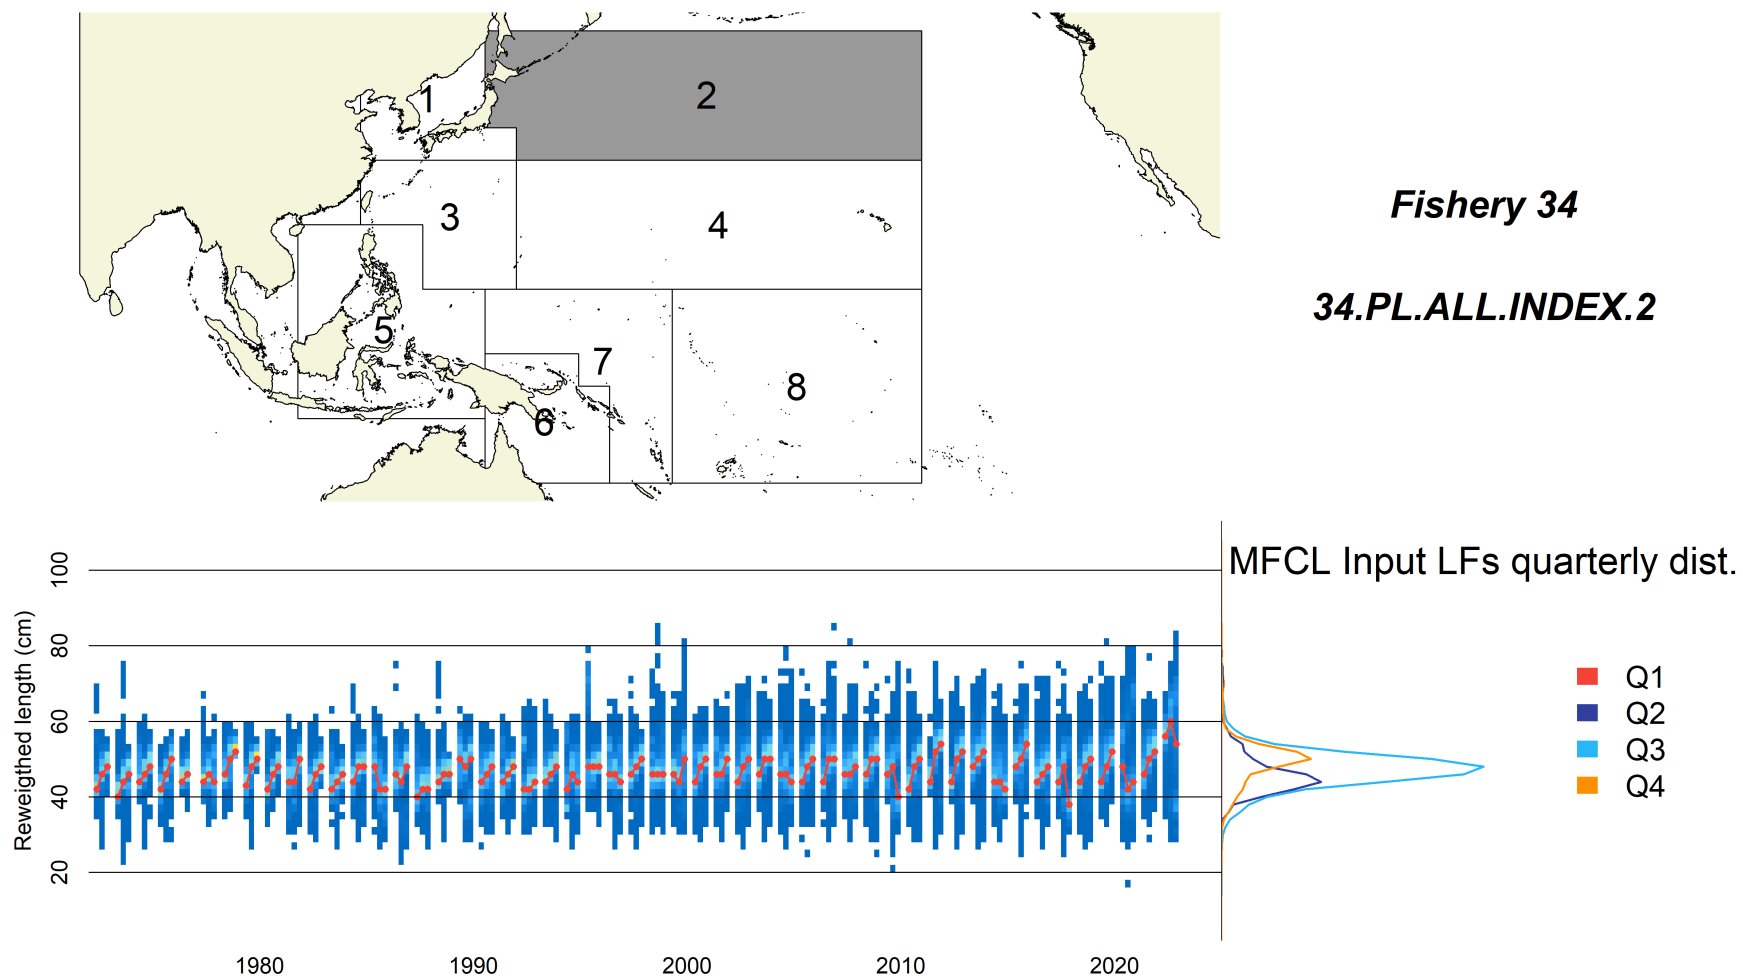 1
2
3
4
5
6
7
8
Fishery 34
34.PL.ALL.INDEX.2
MFCL Input LFs quarterly dist.
Reweigthed length (cm)
100
80
60
40
20
1980
1990
2000
2010
2020
Q1
Q2
Q3
Q4